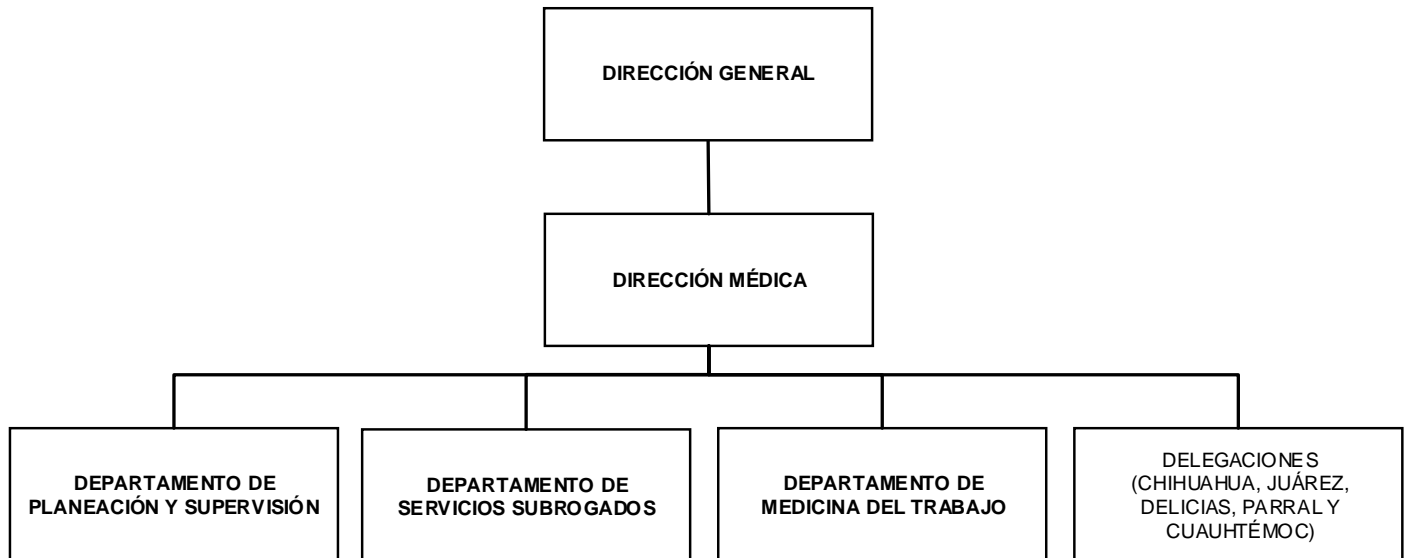 DIRECCIÓN GENERAL
DIRECCIÓN MÉDICA
DEPARTAMENTO DE
PLANEACIÓN Y SUPERVISIÓN
DEPARTAMENTO DE
SERVICIOS SUBROGADOS
DEPARTAMENTO DE
MEDICINA DEL TRABAJO
DELEGACIONES
(CHIHUAHUA, JUÁREZ,
DELICIAS, PARRAL Y
CUAUHTÉMOC)